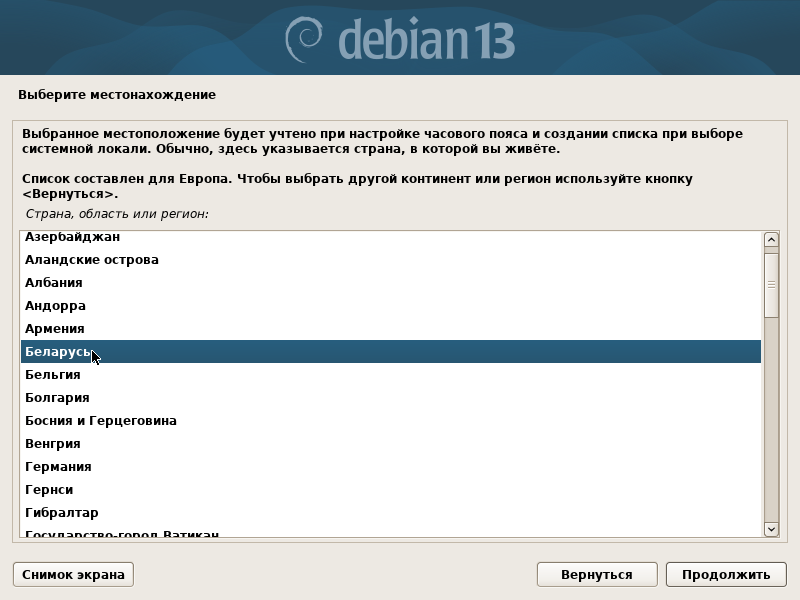 debian 13
Выберите местонахождение
Выбранное местоположение будет учтено при настройке часового пояса и создании списка при выборе
системной локали. Обычно, здесь указывается страна, в которой вы живёте.
Список составлен для Европа. Чтобы выбрать другой континент или регион используйте кнопку
<Вернуться>.
Страна, область или регион:
Азербайджан
Аландские острова
Албания
Андорра
Армения
Беларусь
Бельгия
Болгария
Босния и Герцеговина
Венгрия
Германия
Гернси
Гибралтар
Государство-город Ватикан
Снимок экрана
Вернуться
Продолжить